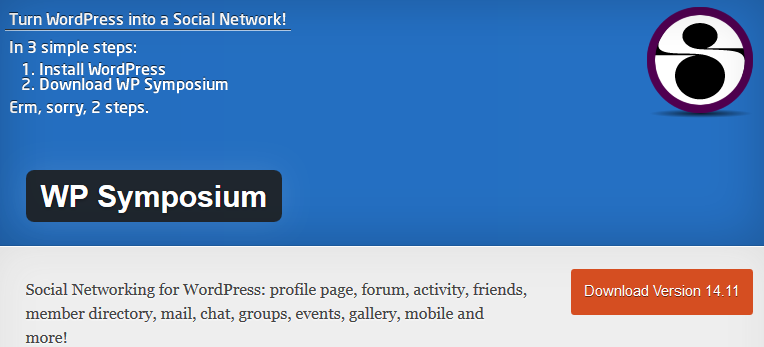 Turn WordPress into a Social Network!
In 3 simple steps:
1. Install WordPress
2. Download WP Symposium
Erm, sorry, 2 steps.
WP Symposium
Social Networking for WordPress: profile page, forum, activity, friends,
member directory, mail, chat, groups, events, gallery, mobile and
more!
Download Version 14.11